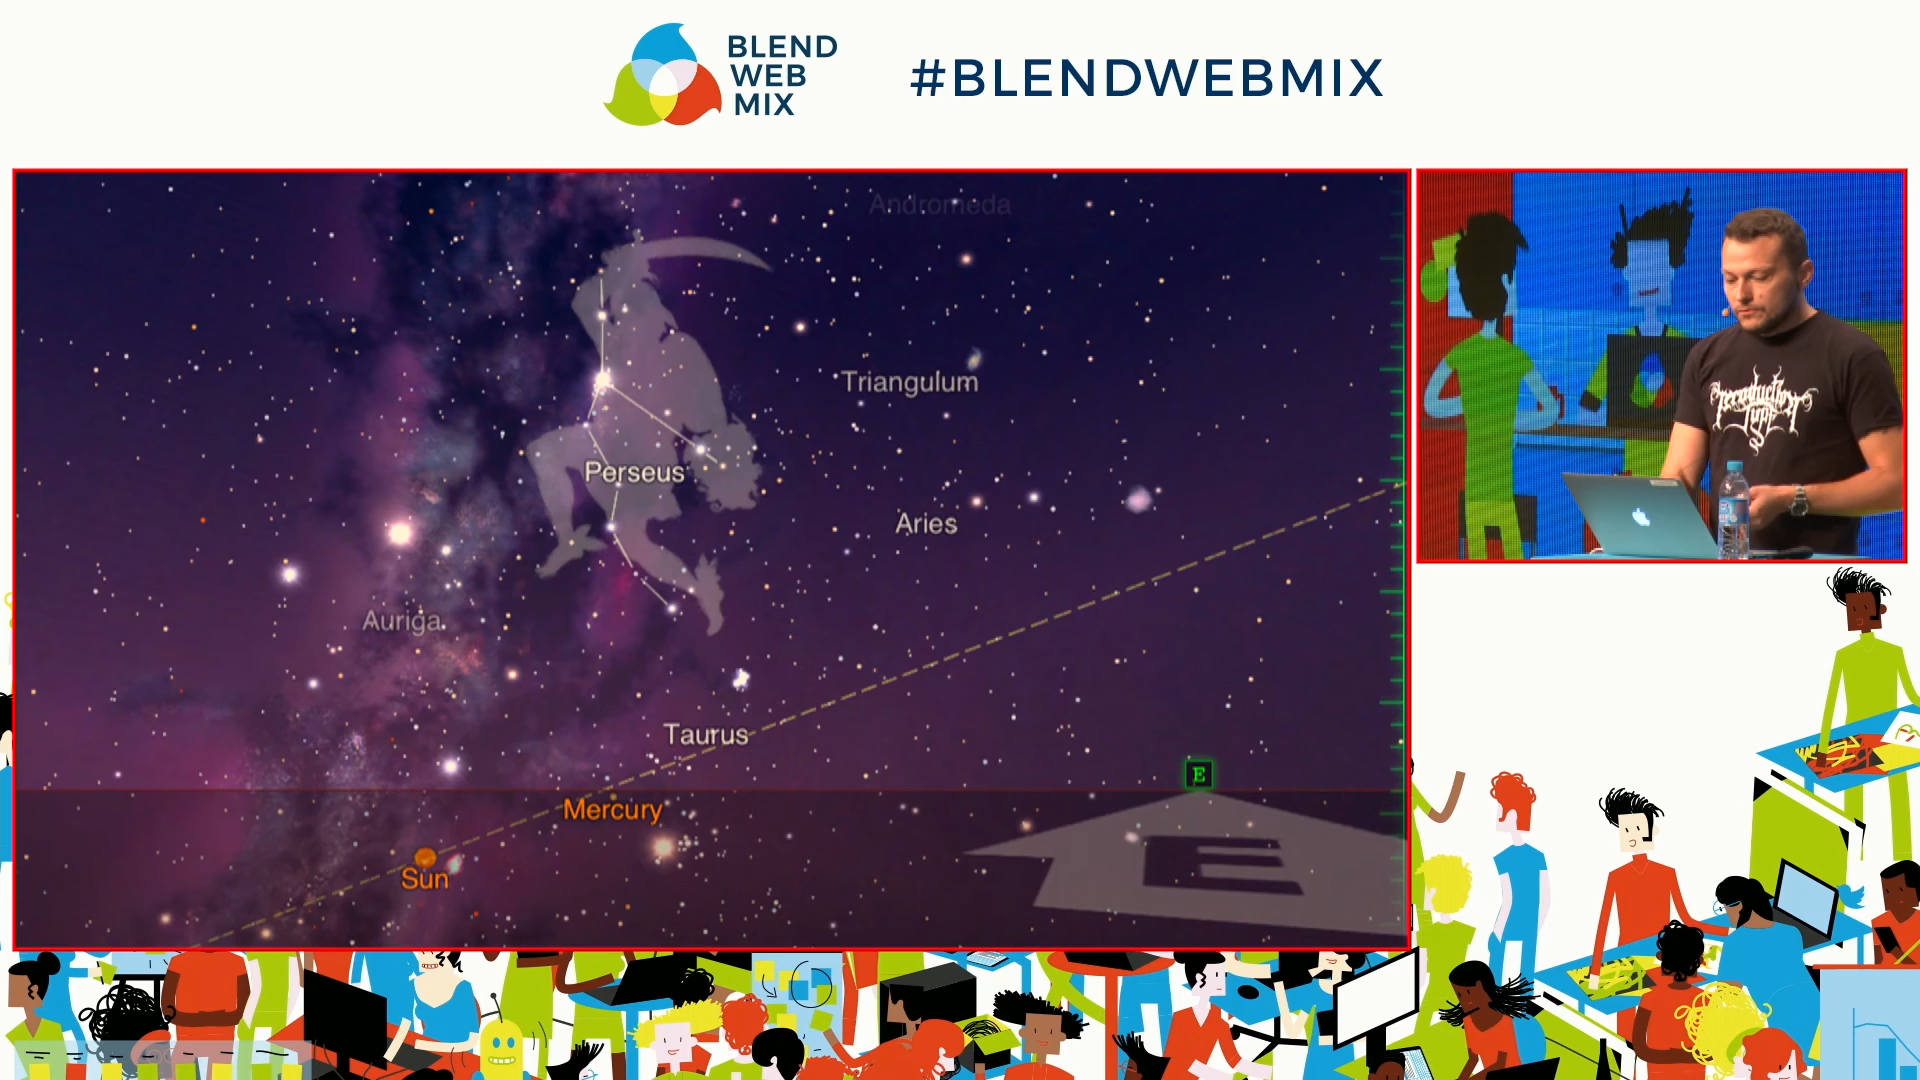 BLEND
WEB
MIX
#BLENDWEBMIX
Andromeda
Triangulum
Perseus
Aries
Auriga
Taurus
E
Mercury
E
Sun